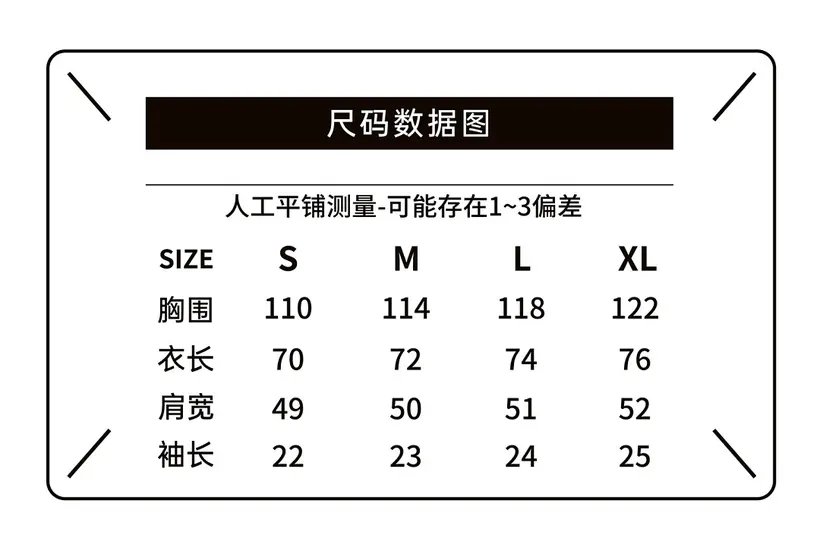 尺码数据图
人工平铺测量-可能存在1~3偏差
SIZE S M L XL
胸围 110 114 118 122
衣长 70 72 74 76
肩宽 49 50 51 52
袖长 22 23 24 25